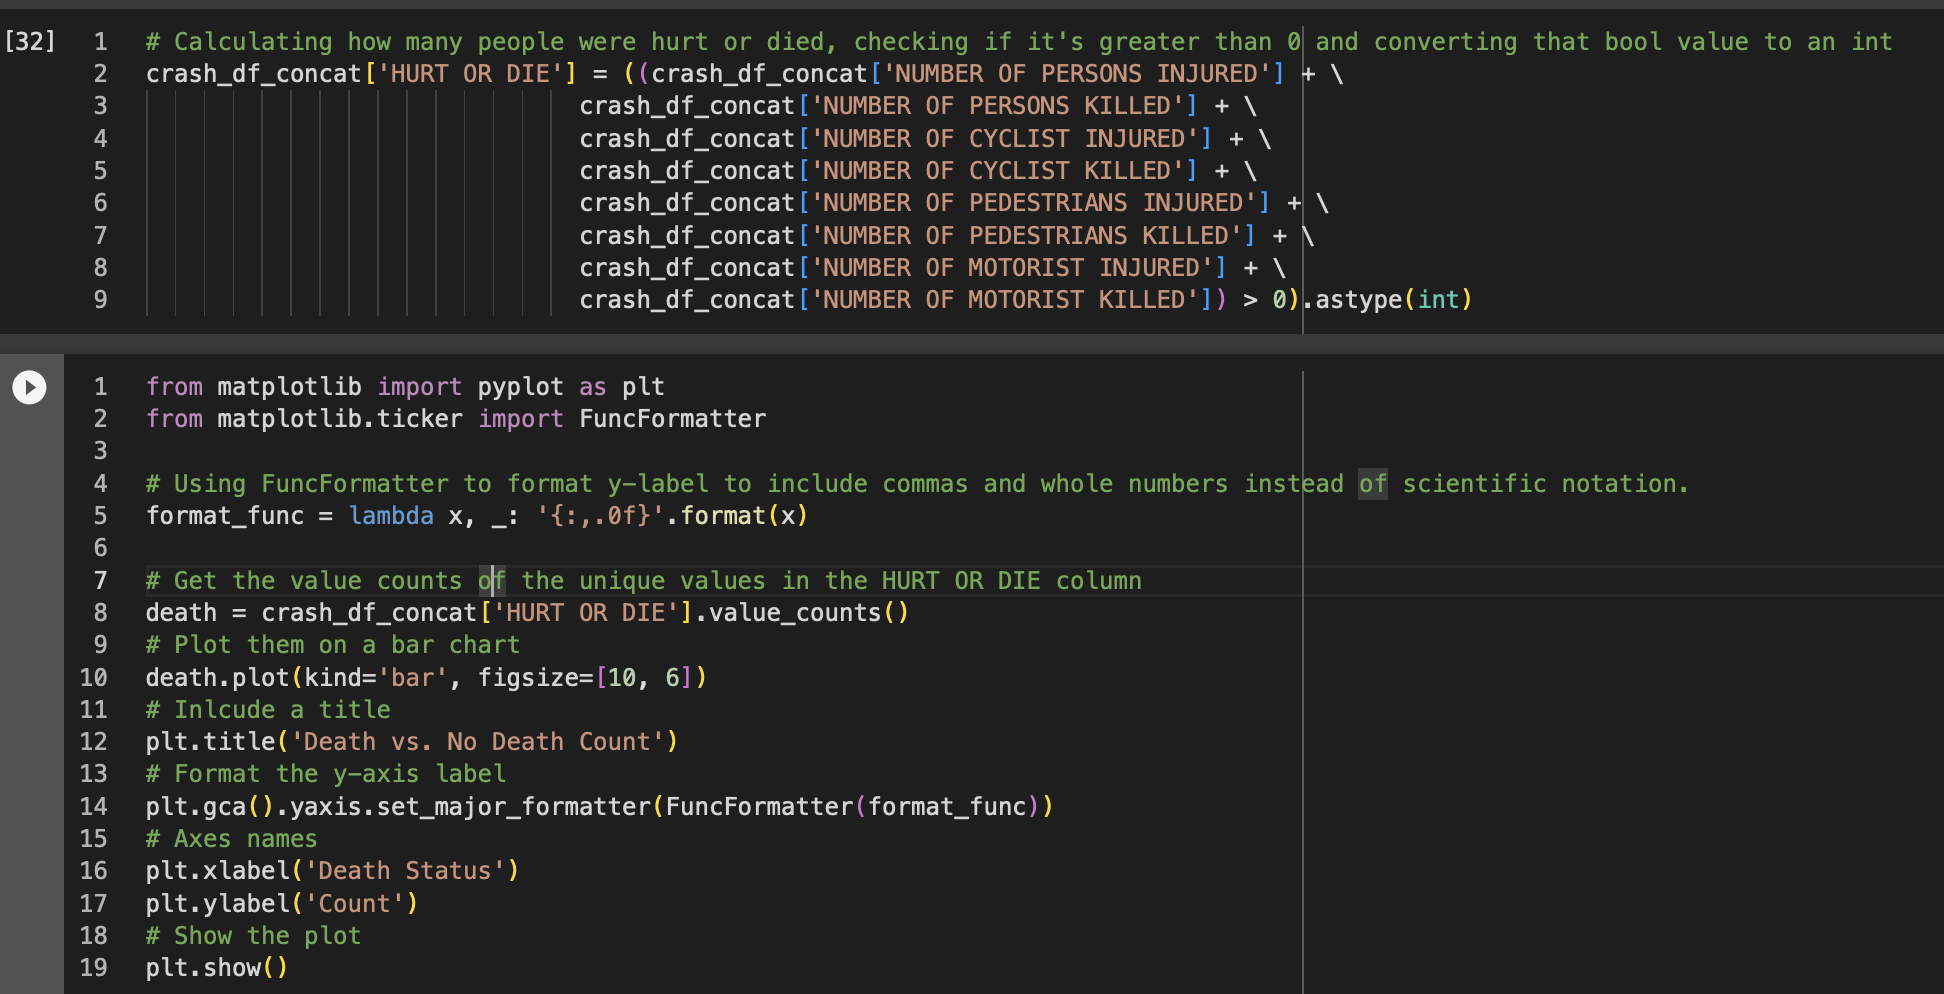 [32] 1 # Calculating how many people were hurt or died, checking if it's greater than 0 and converting that bool value to an int
2 crash_df_concat['HURT OR DIE'] = ((crash_df_concat['NUMBER OF PERSONS INJURED'] + \
3 crash_df_concat['NUMBER OF PERSONS KILLED'] + \
4 crash_df_concat['NUMBER OF CYCLIST INJURED'] + \
5 crash_df_concat['NUMBER OF CYCLIST KILLED'] + \
6 crash_df_concat['NUMBER OF PEDESTRIANS INJURED'] + \
7 crash_df_concat['NUMBER OF PEDESTRIANS KILLED'] + \
8 crash_df_concat['NUMBER OF MOTORIST INJURED'] + \
9 crash_df_concat['NUMBER OF MOTORIST KILLED']) > 0).astype(int)
1 from matplotlib import pyplot as plt
2 from matplotlib.ticker import FuncFormatter
3
4 # Using FuncFormatter to format y-label to include commas and whole numbers instead of scientific notation.
5 format_func = lambda x, _: '{:,.0f}'.format(x)
6
7 # Get the value counts of the unique values in the HURT OR DIE column
8 death = crash_df_concat['HURT OR DIE'].value_counts()
9 # Plot them on a bar chart
10 death.plot(kind='bar', figsize=[10, 6])
11 # Inlcude a title
12 plt.title('Death vs. No Death Count')
13 # Format the y-axis label
14 plt.gca().yaxis.set_major_formatter(FuncFormatter(format_func))
15 # Axes names
16 plt.xlabel('Death Status')
17 plt.ylabel('Count')
18 # Show the plot
19 plt.show()